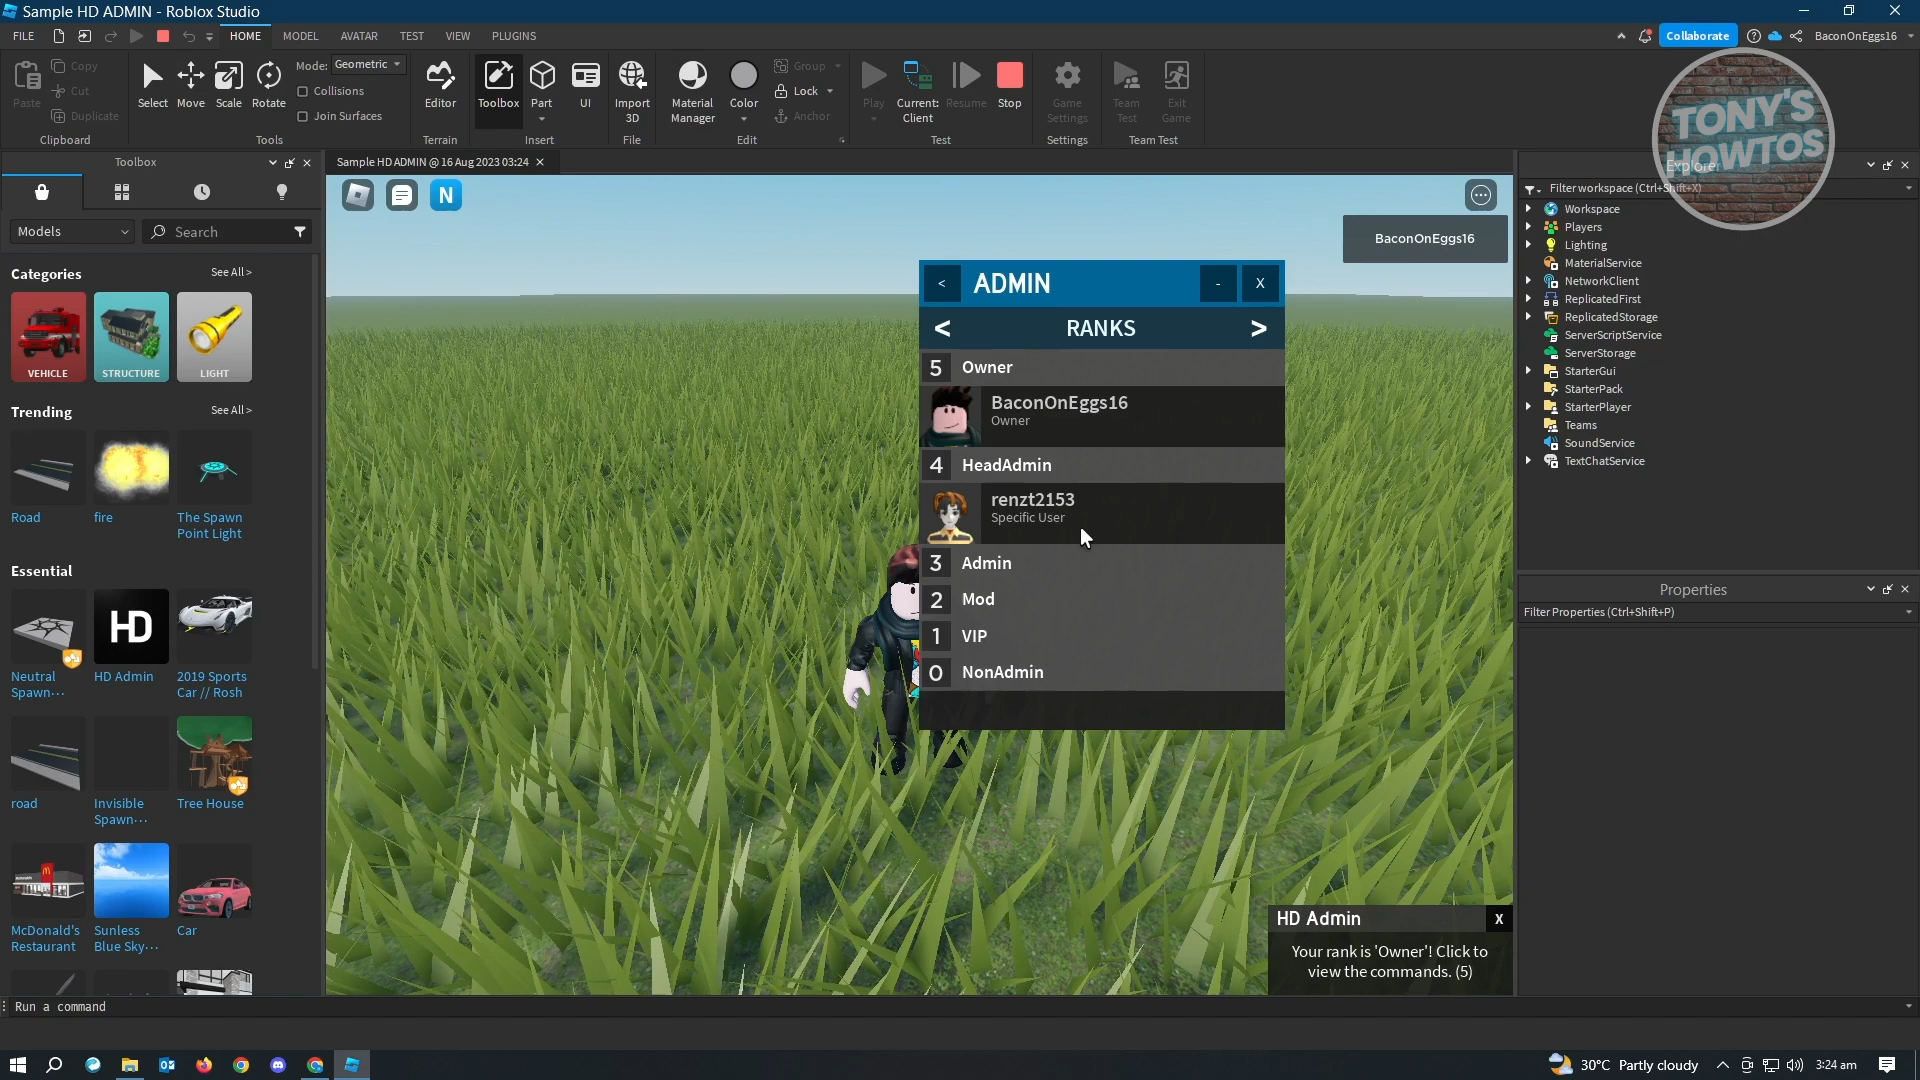 Sample HD ADMIN - Roblox Studio
FILE
HOME
MODEL
AVATAR
TEST
VIEW
PLUGINS
Collaborate
BaconOnEggs16
Paste
Copy
Cut
Duplicate
Clipboard
Select
Move
Scale
Rotate
Mode:
Geometric
Collisions
Join Surfaces
Tools
Editor
Terrain
Toolbox
Part
UI
Insert
Import
3D
File
Material
Manager
Color
Group
Lock
Anchor
Edit
Play
Current:
Client
Resume
Stop
Test
Game
Settings
Settings
Team
Test
Exit
Game
Team Test
TONY'S
HOWTOS
Toolbox
Sample HD ADMIN @ 16 Aug 2023 03:24
Explorer
Models
Search
Filter workspace (Ctrl+Shift+X)
Categories
See All >
VEHICLE
STRUCTURE
LIGHT
Trending
See All >
Road
fire
The Spawn
Point Light
Essential
HD
Neutral
Spawn...
HD Admin
2019 Sports
Car // Rosh
road
Invisible
Spawn...
Tree House
McDonald's
Restaurant
Sunless
Blue Sky...
Car
N
BaconOnEggs16
<
ADMIN
-
X
<
RANKS
>
5 Owner
BaconOnEggs16
Owner
4 HeadAdmin
renzt2153
Specific User
3 Admin
2 Mod
1 VIP
0 NonAdmin
HD Admin
X
Your rank is 'Owner'! Click to
view the commands. (5)
Workspace
Players
Lighting
MaterialService
NetworkClient
ReplicatedFirst
ReplicatedStorage
ServerScriptService
ServerStorage
StarterGui
StarterPack
StarterPlayer
Teams
SoundService
TextChatService
Properties
Filter Properties (Ctrl+Shift+P)
Run a command
30°C Partly cloudy
3:24 am